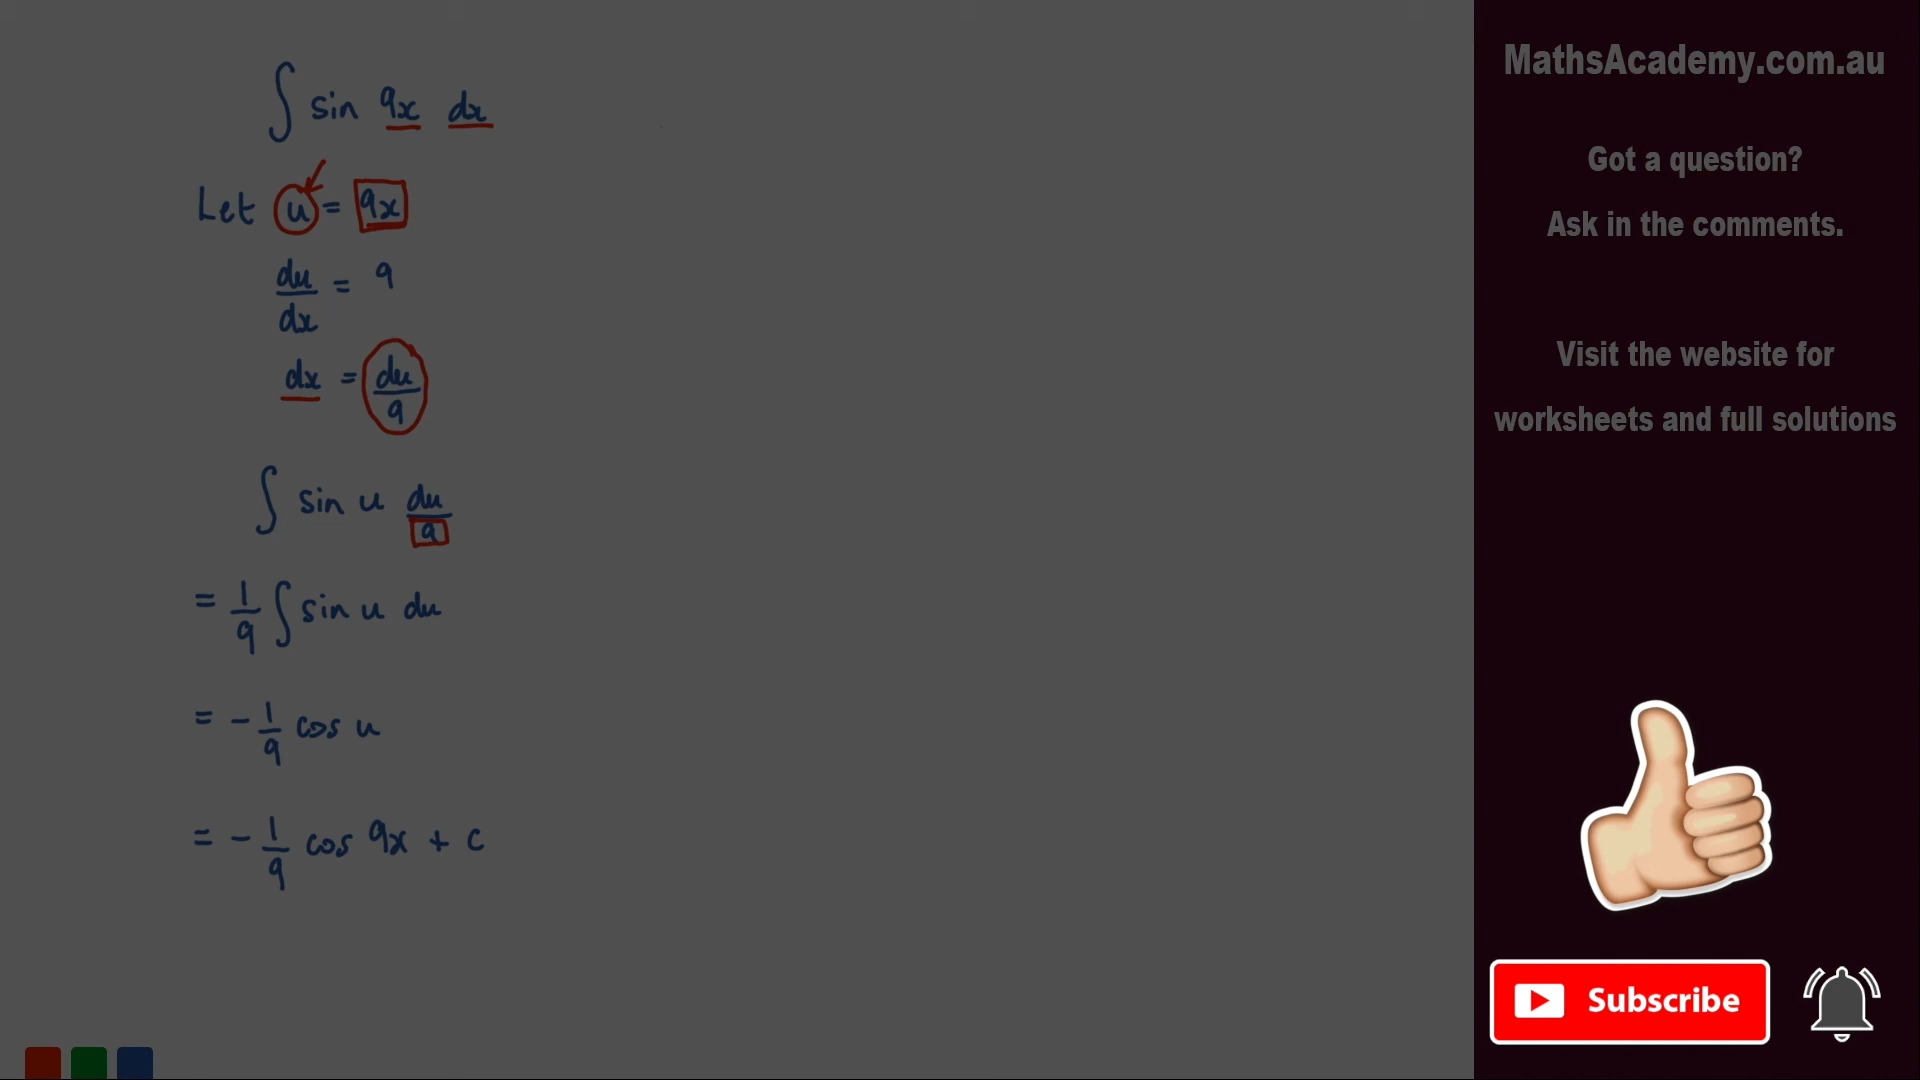 ∫ sin 9x dx
Let u = 9x
du/dx = 9
dx = du/9
∫ sin u du/9
= 1/9 ∫ sin u du
= - 1/9 cos u
= - 1/9 cos 9x + c
MathsAcademy.com.au
Got a question?
Ask in the comments.
Visit the website for
worksheets and full solutions
Subscribe